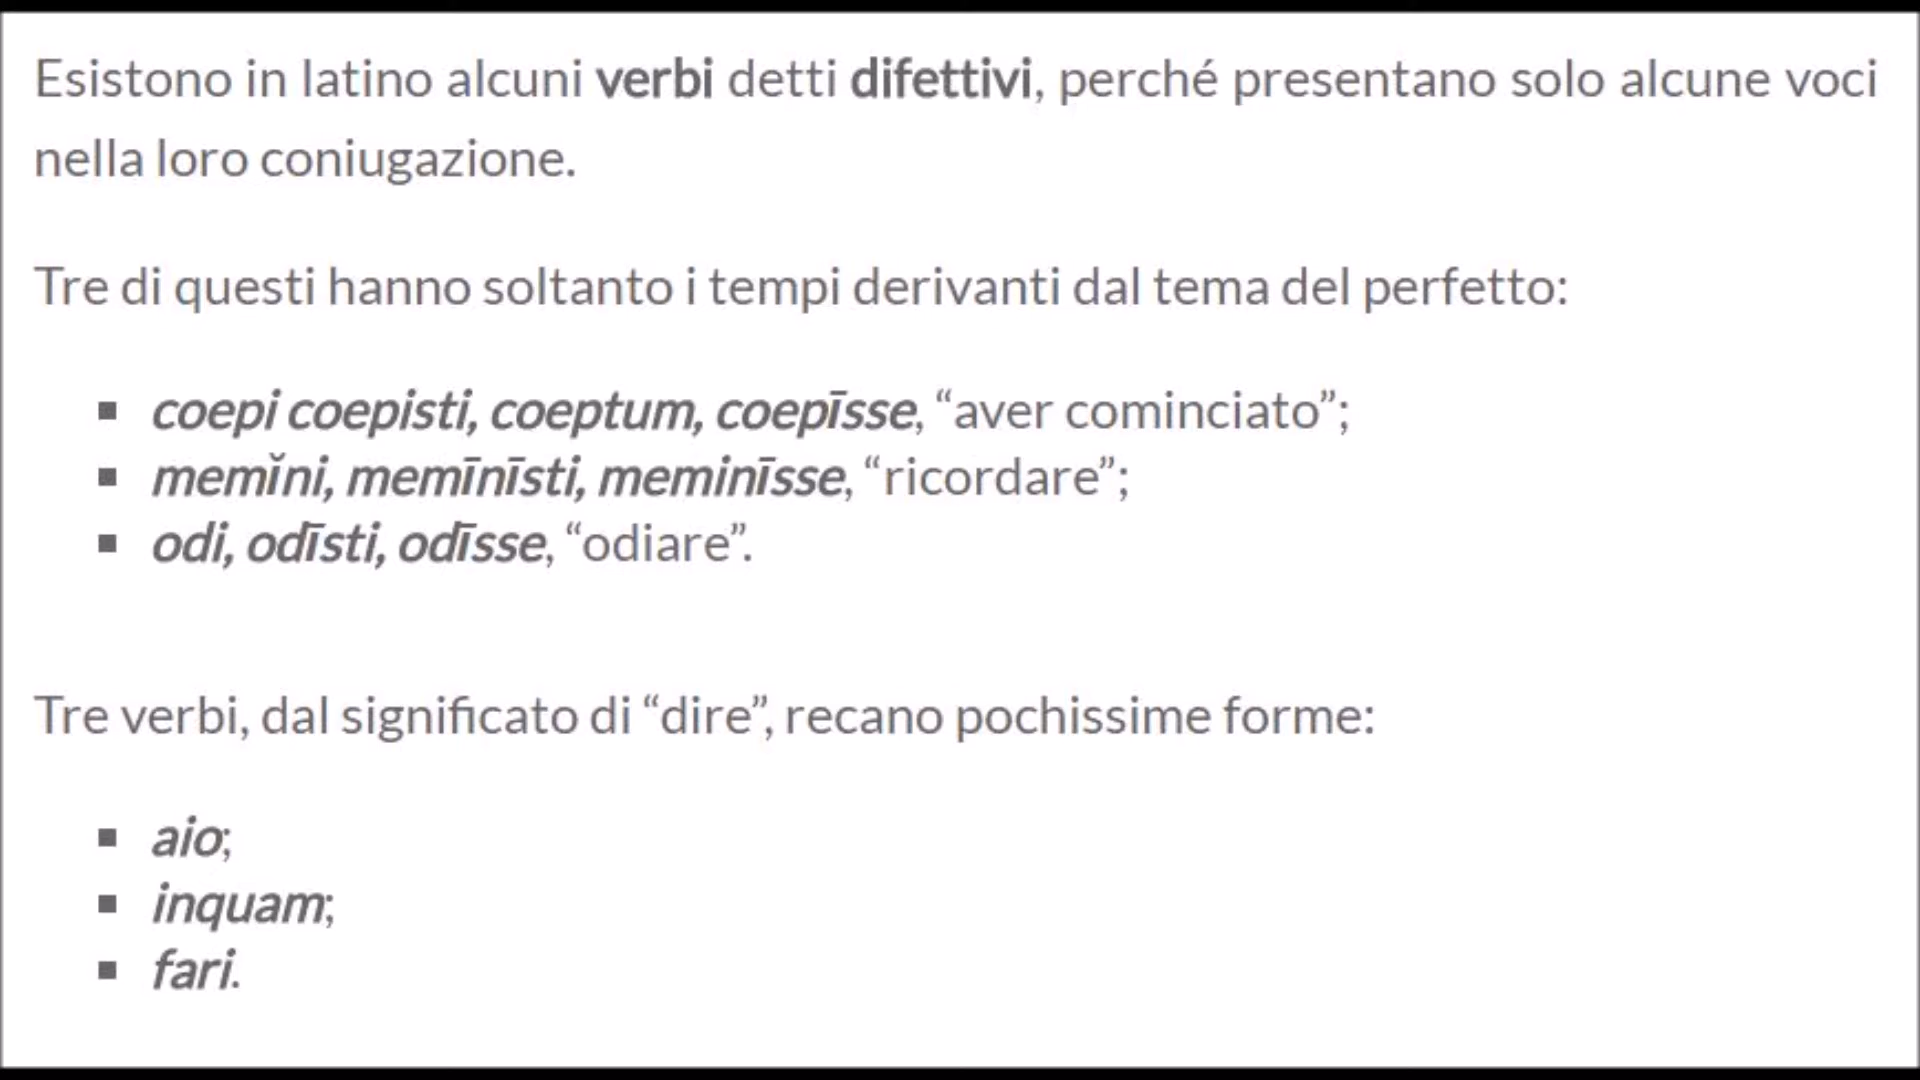 Esistono in latino alcuni verbi detti difettivi, perché presentano solo alcune voci
nella loro coniugazione.
Tre di questi hanno soltanto i tempi derivanti dal tema del perfetto:
▪ coepi coepisti, coeptum, coepīsse, “aver cominciato”;
▪ memĭni, memīnīsti, meminīsse, “ricordare”;
▪ odi, odīsti, odīsse, “odiare”.
Tre verbi, dal significato di “dire”, recano pochissime forme:
▪ aio;
▪ inquam;
▪ fari.